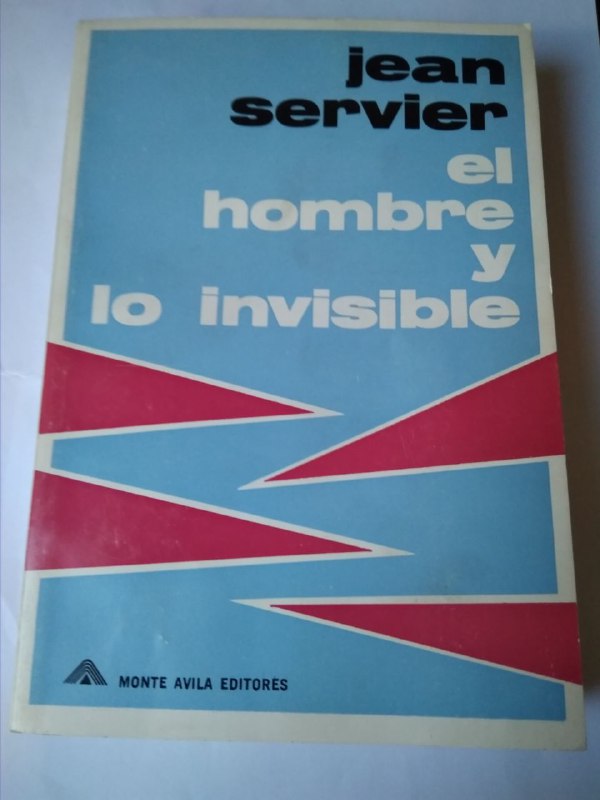 jean
servier
el
hombre
y
lo invisible
MONTE AVILA EDITORES